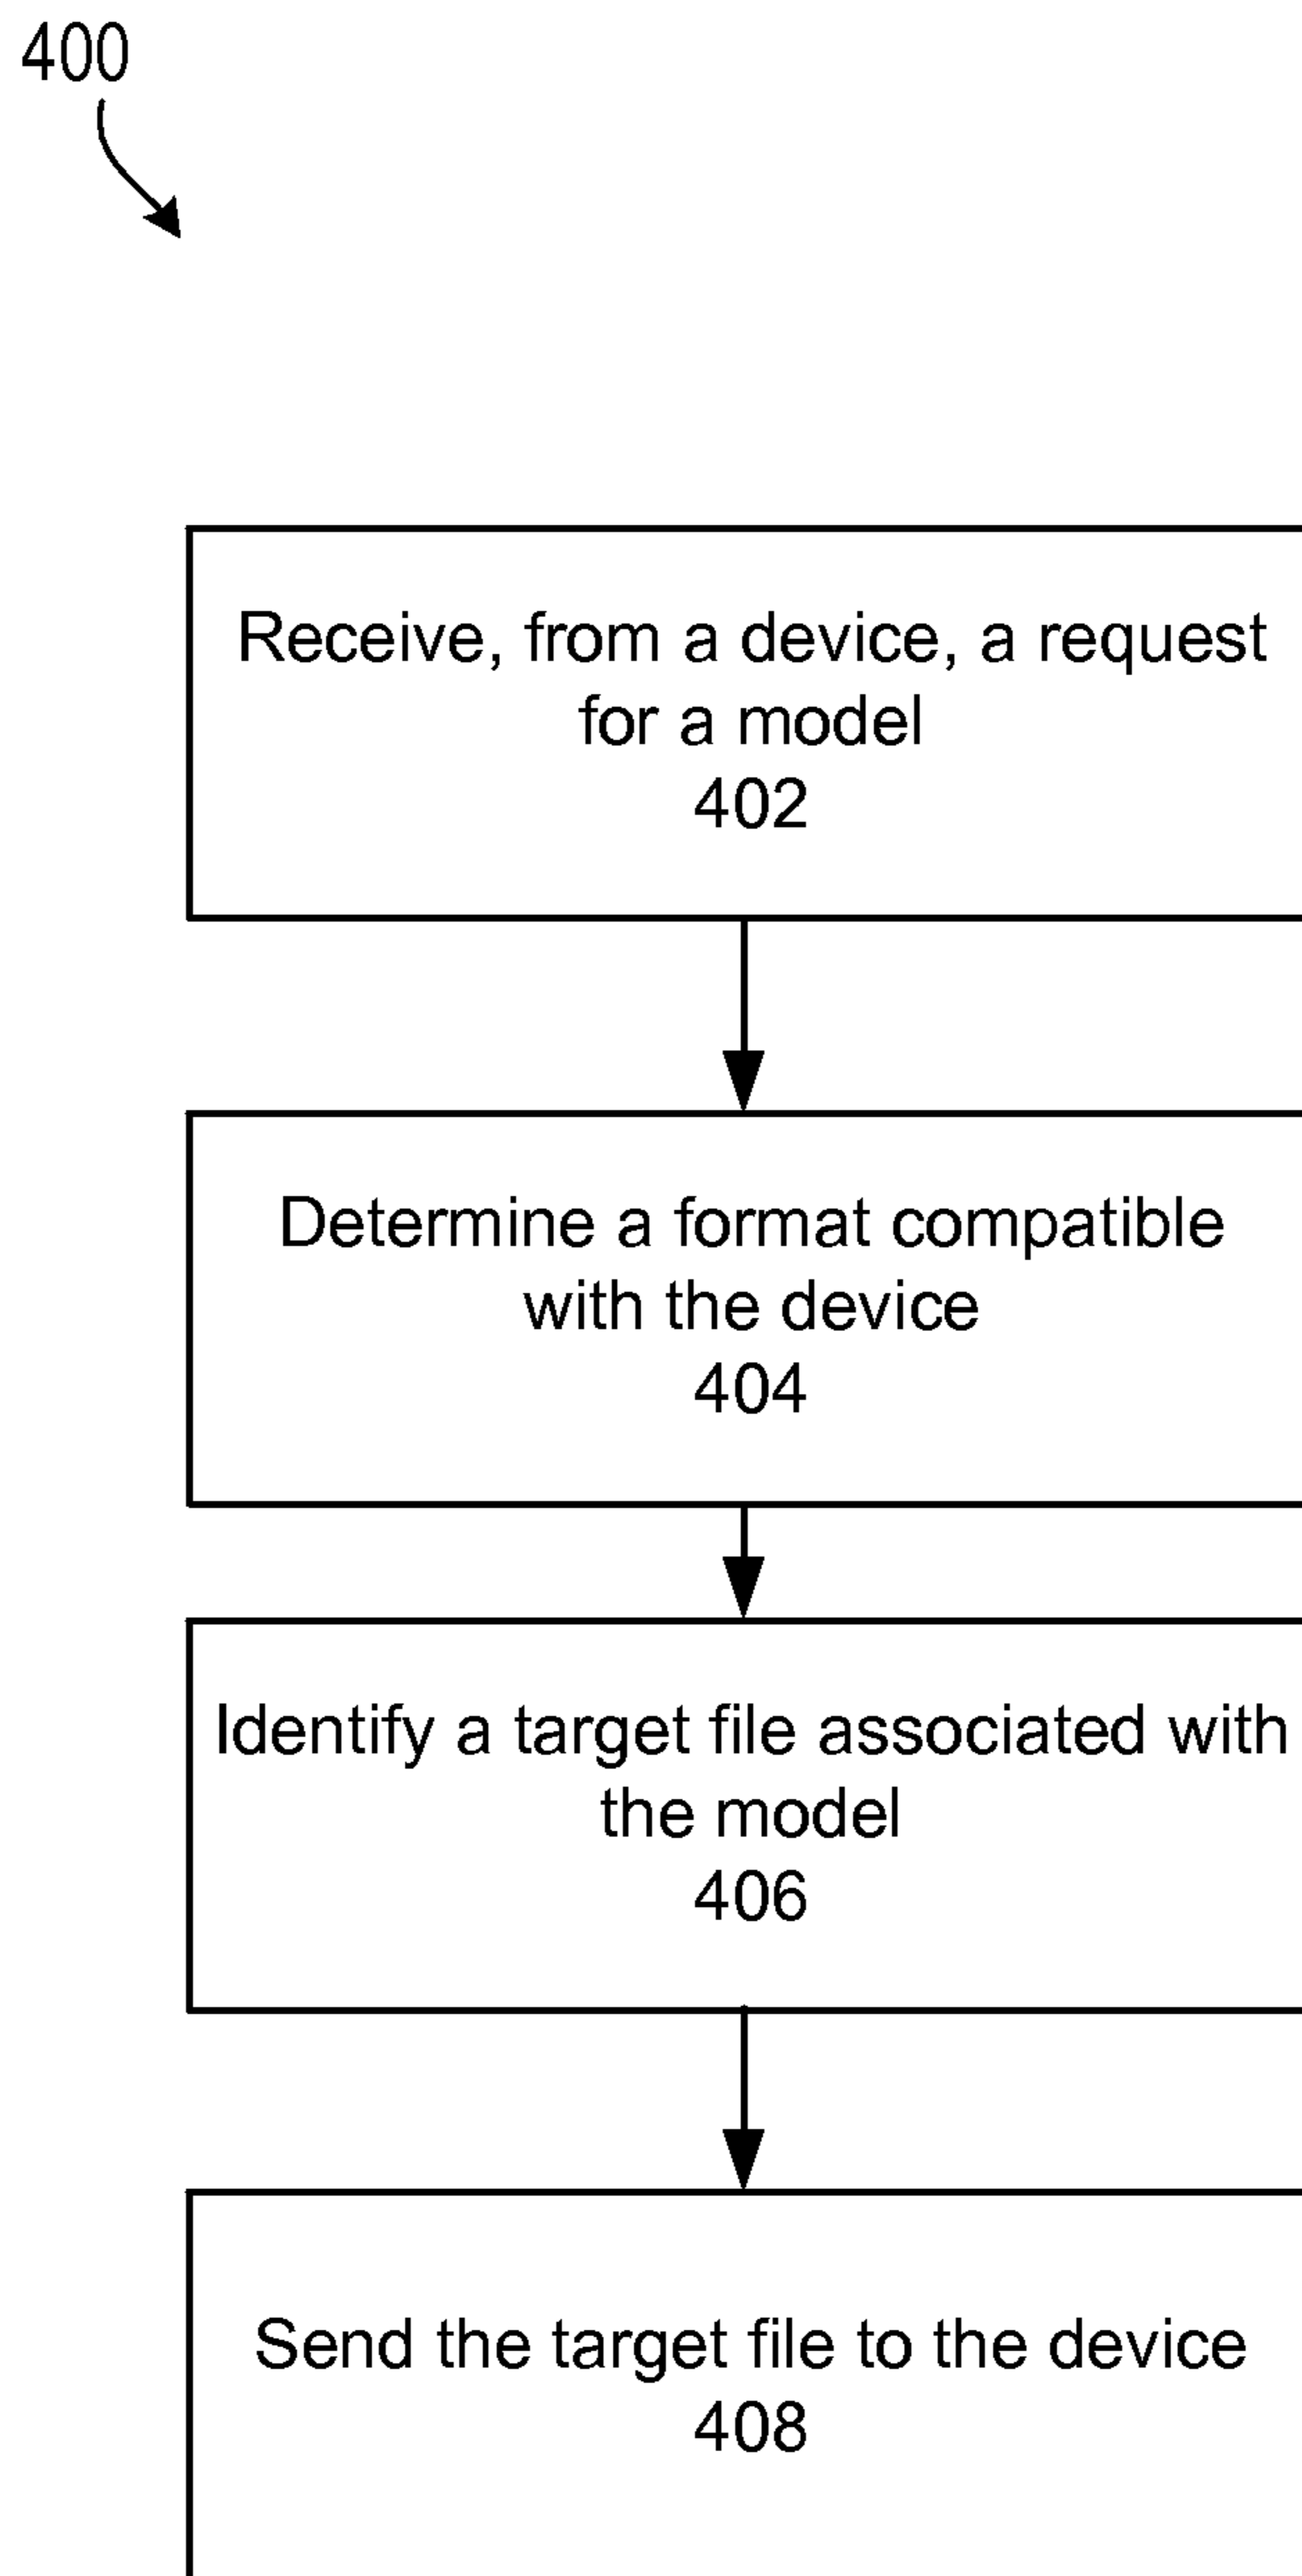 400
Receive, from a device, a request
for a model
402
Determine a format compatible
with the device
404
Identify a target file associated with
the model
406
Send the target file to the device
408